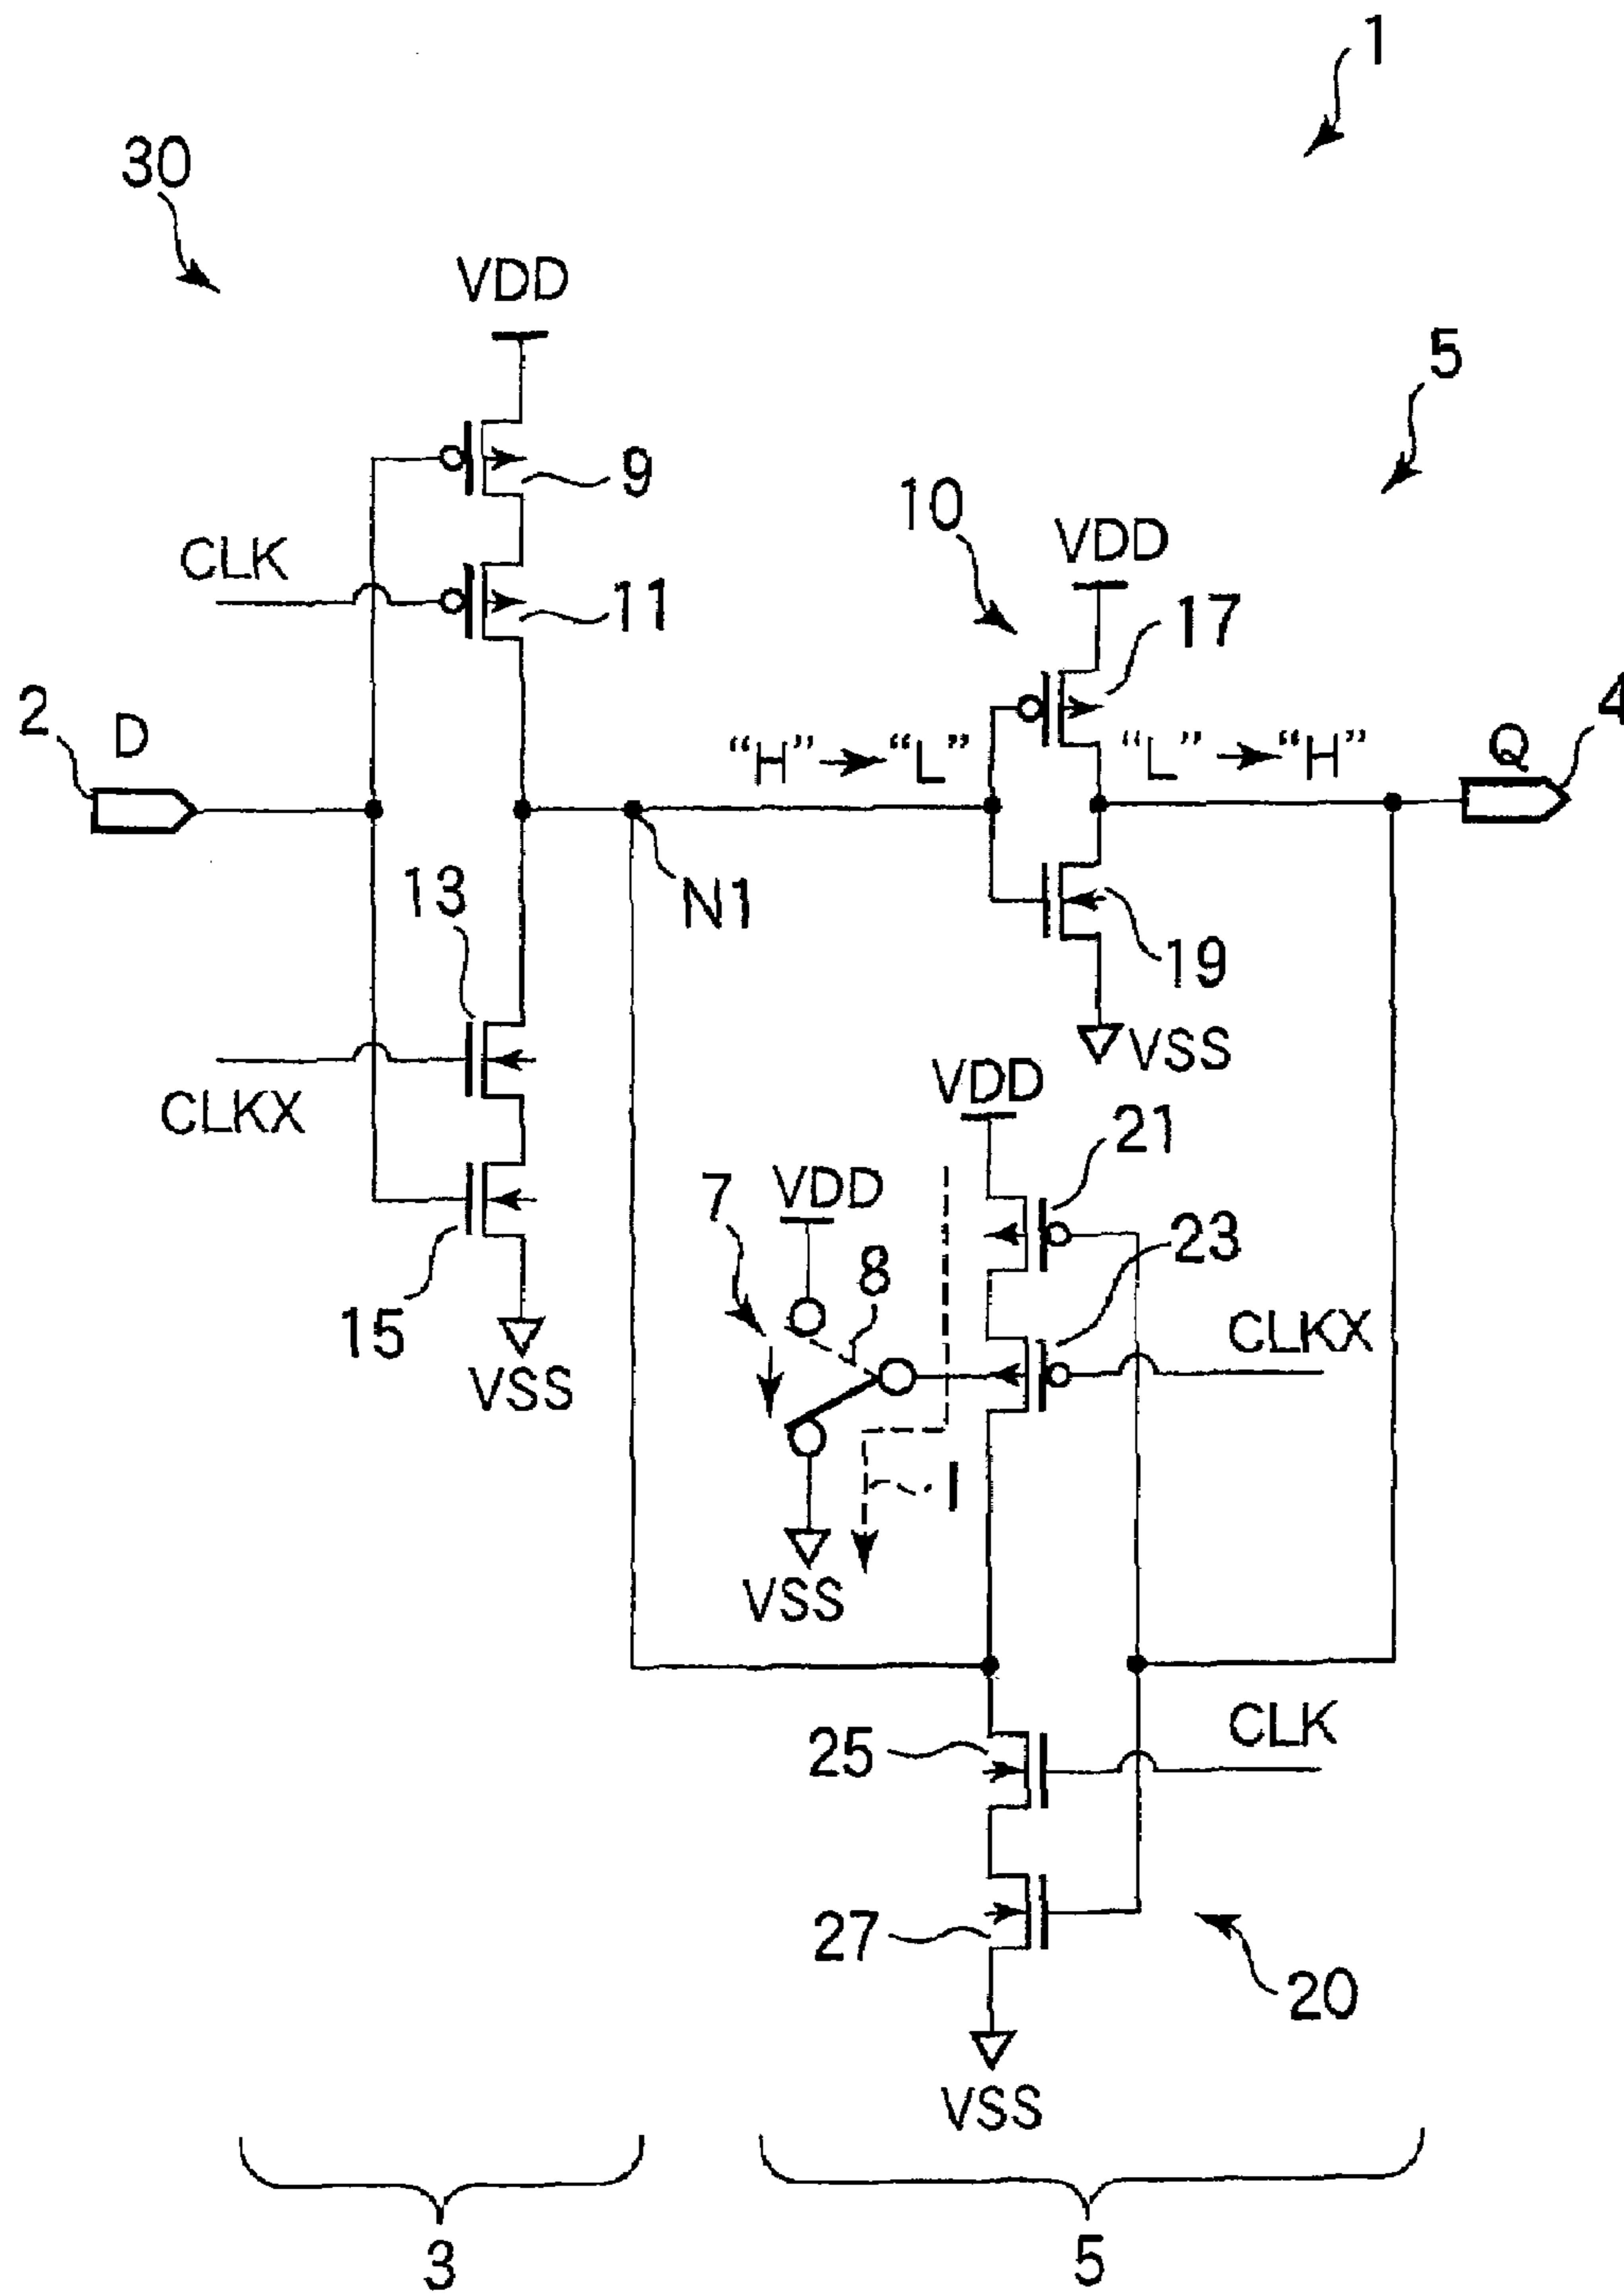 1
30
VDD
5
9
10
VDD
CLK
11
17
2
D
"H" → "L"
"L" → "H"
Q
4
13
N1
19
VSS
CLKX
VDD
21
7
VDD
8
23
15
CLKX
VSS
I
VSS
25
CLK
27
20
VSS
3
5